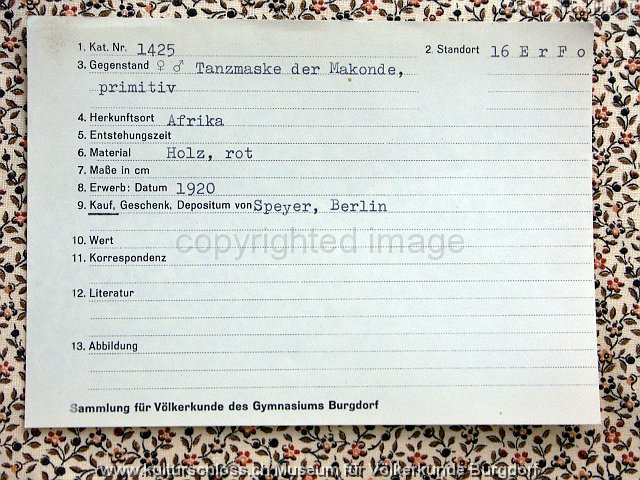 1. Kat. Nr. 1425 2. Standort 16 E r F o
3. Gegenstand ♀ ♂ Tanzmaske der Makonde,
primitiv
4. Herkunftsort Afrika
5. Entstehungszeit
6. Material Holz, rot
7. Maße in cm
8. Erwerb: Datum 1920
9. Kauf, Geschenk, Depositum von Speyer, Berlin
copyrighted image
10. Wert
11. Korrespondenz
12. Literatur
13. Abbildung
Sammlung für Völkerkunde des Gymnasiums Burgdorf
www.kulturschloss.ch Museum für Völkerkunde Burgdorf